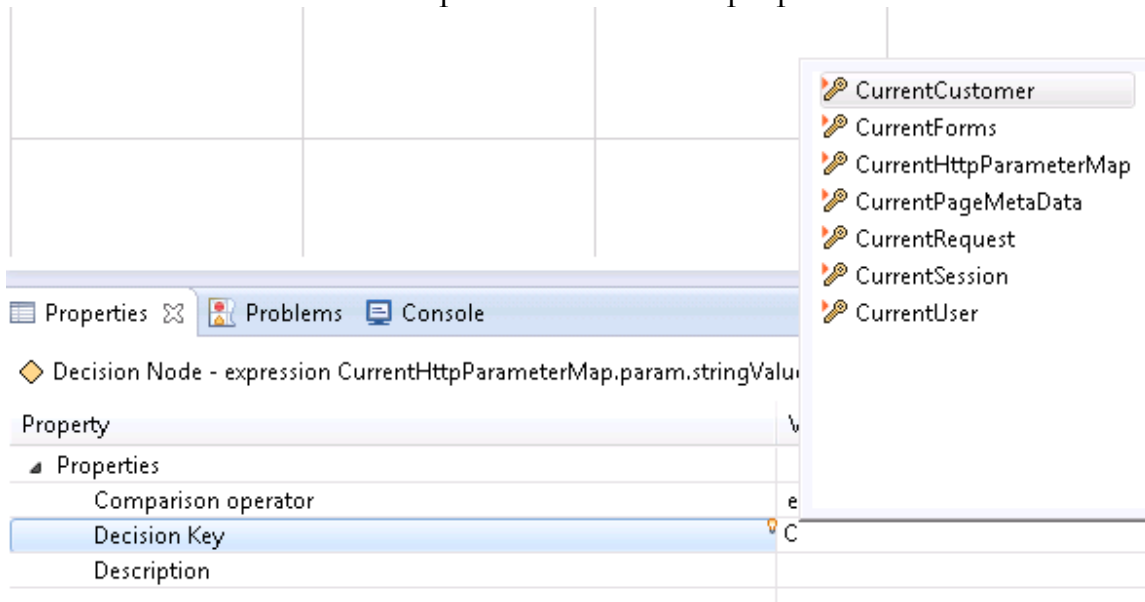 CurrentCustomer
CurrentForms
CurrentHttpParameterMap
CurrentPageMetaData
CurrentRequest
CurrentSession
CurrentUser
Properties Problems Console
Decision Node - expression CurrentHttpParameterMap.param.stringValu
Property
Properties
Comparison operator e
Decision Key C
Description